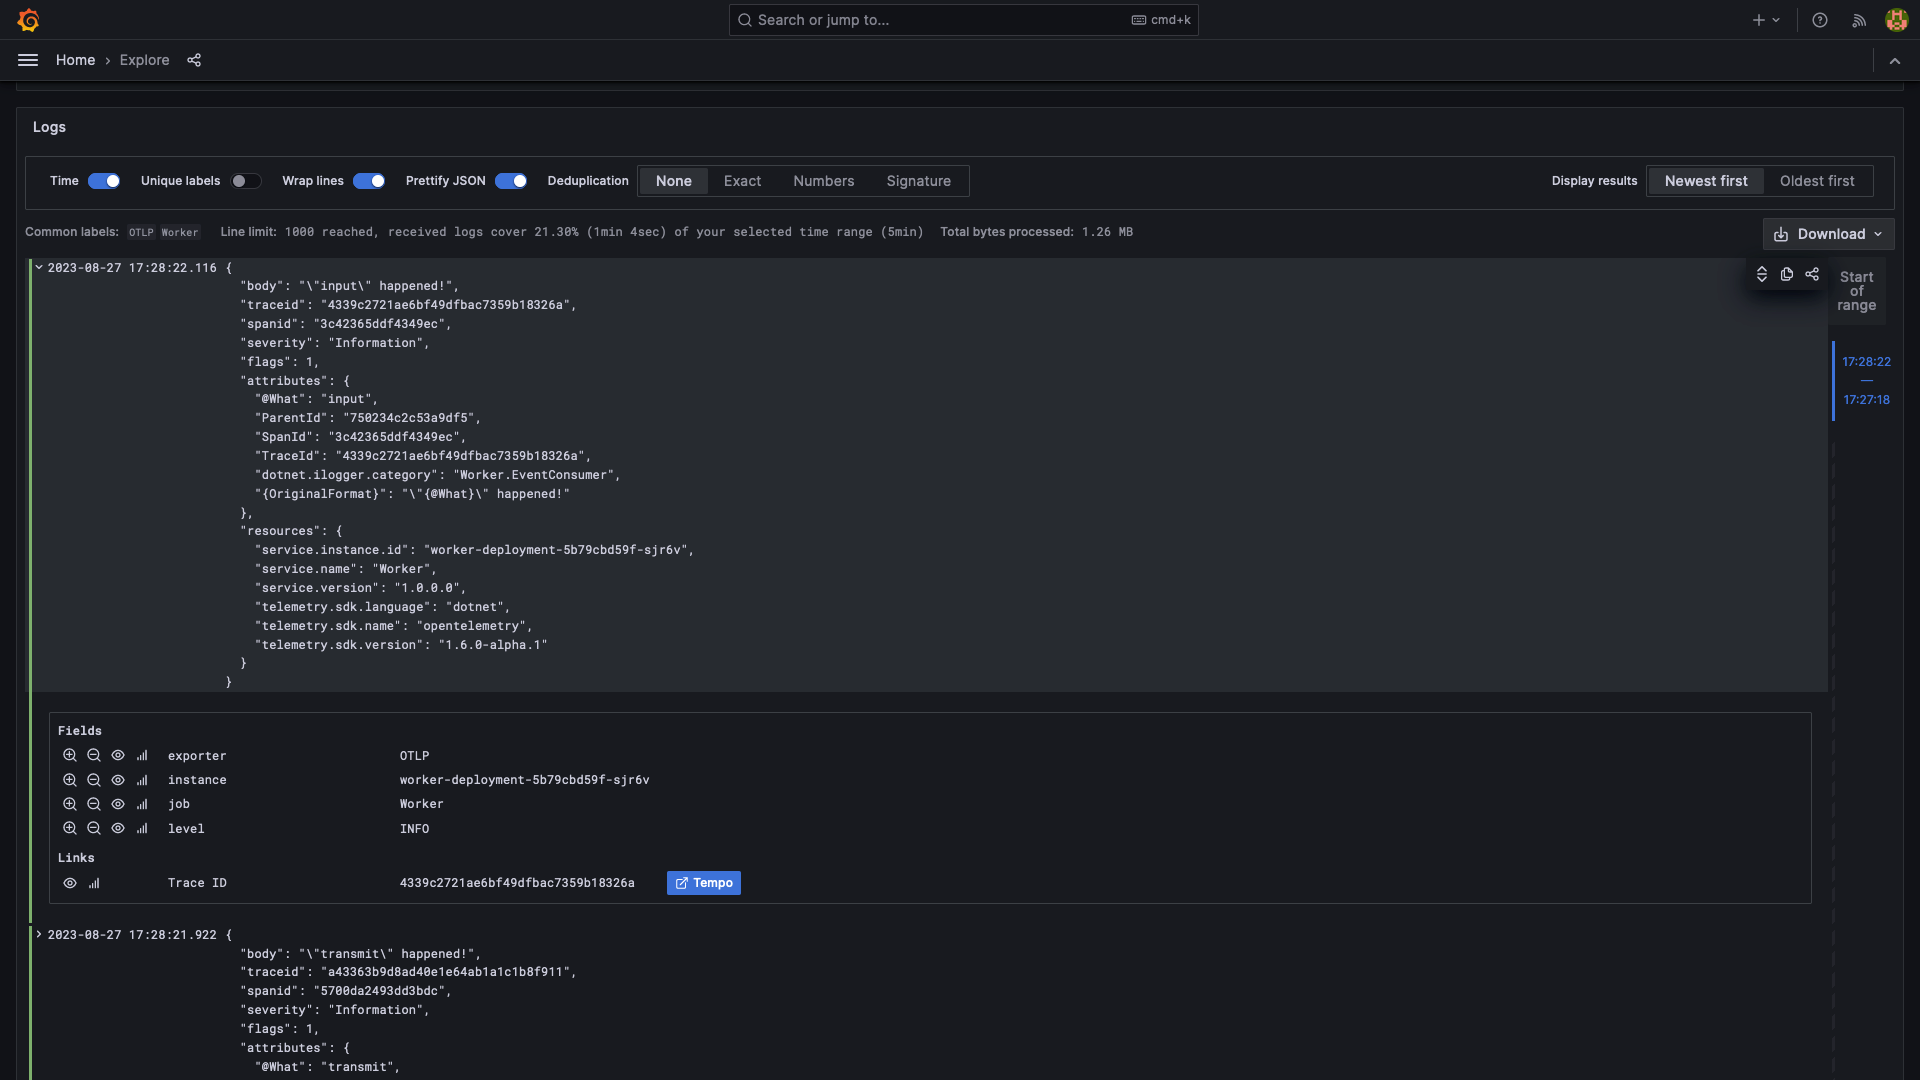 Search or jump to... cmd+k
Home › Explore
Logs
Time Unique labels Wrap lines Prettify JSON Deduplication None Exact Numbers Signature Display results Newest first Oldest first
Common labels: OTLP Worker Line limit: 1000 reached, received logs cover 21.30% (1min 4sec) of your selected time range (5min) Total bytes processed: 1.26 MB Download
2023-08-27 17:28:22.116 {
"body": "\"input\" happened!",
"traceid": "4339c2721ae6bf49dfbac7359b18326a",
"spanid": "3c42365ddf4349ec",
"severity": "Information",
"flags": 1,
"attributes": {
"@What": "input",
"ParentId": "750234c2c53a9df5",
"SpanId": "3c42365ddf4349ec",
"TraceId": "4339c2721ae6bf49dfbac7359b18326a",
"dotnet.ilogger.category": "Worker.EventConsumer",
"{OriginalFormat}": "\"{@What}\" happened!"
},
"resources": {
"service.instance.id": "worker-deployment-5b79cbd59f-sjr6v",
"service.name": "Worker",
"service.version": "1.0.0.0",
"telemetry.sdk.language": "dotnet",
"telemetry.sdk.name": "opentelemetry",
"telemetry.sdk.version": "1.6.0-alpha.1"
}
}
Start
of
range
17:28:22
—
17:27:18
Fields
exporter OTLP
instance worker-deployment-5b79cbd59f-sjr6v
job Worker
level INFO
Links
Trace ID 4339c2721ae6bf49dfbac7359b18326a Tempo
2023-08-27 17:28:21.922 {
"body": "\"transmit\" happened!",
"traceid": "a43363b9d8ad40e1e64ab1a1c1b8f911",
"spanid": "5700da2493dd3bdc",
"severity": "Information",
"flags": 1,
"attributes": {
"@What": "transmit",